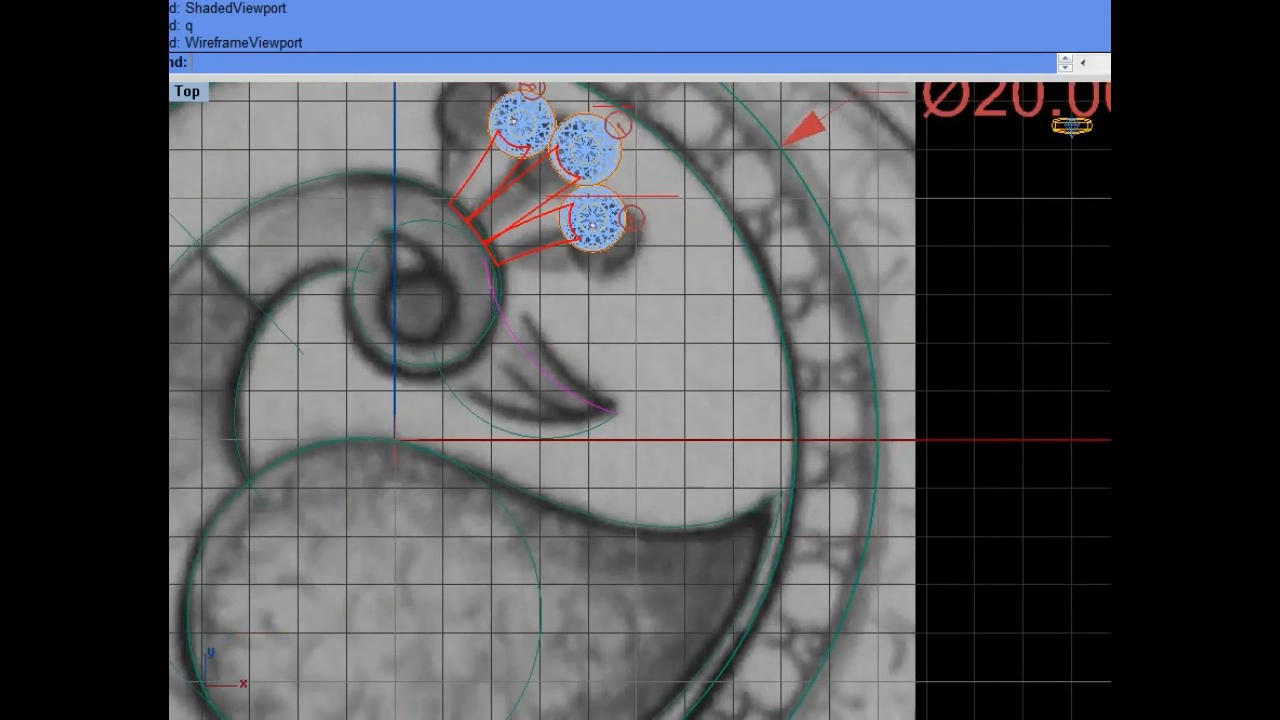 d: ShadedViewport
d: q
d: WireframeViewport
nd:
Top
Ø20.0
y
x